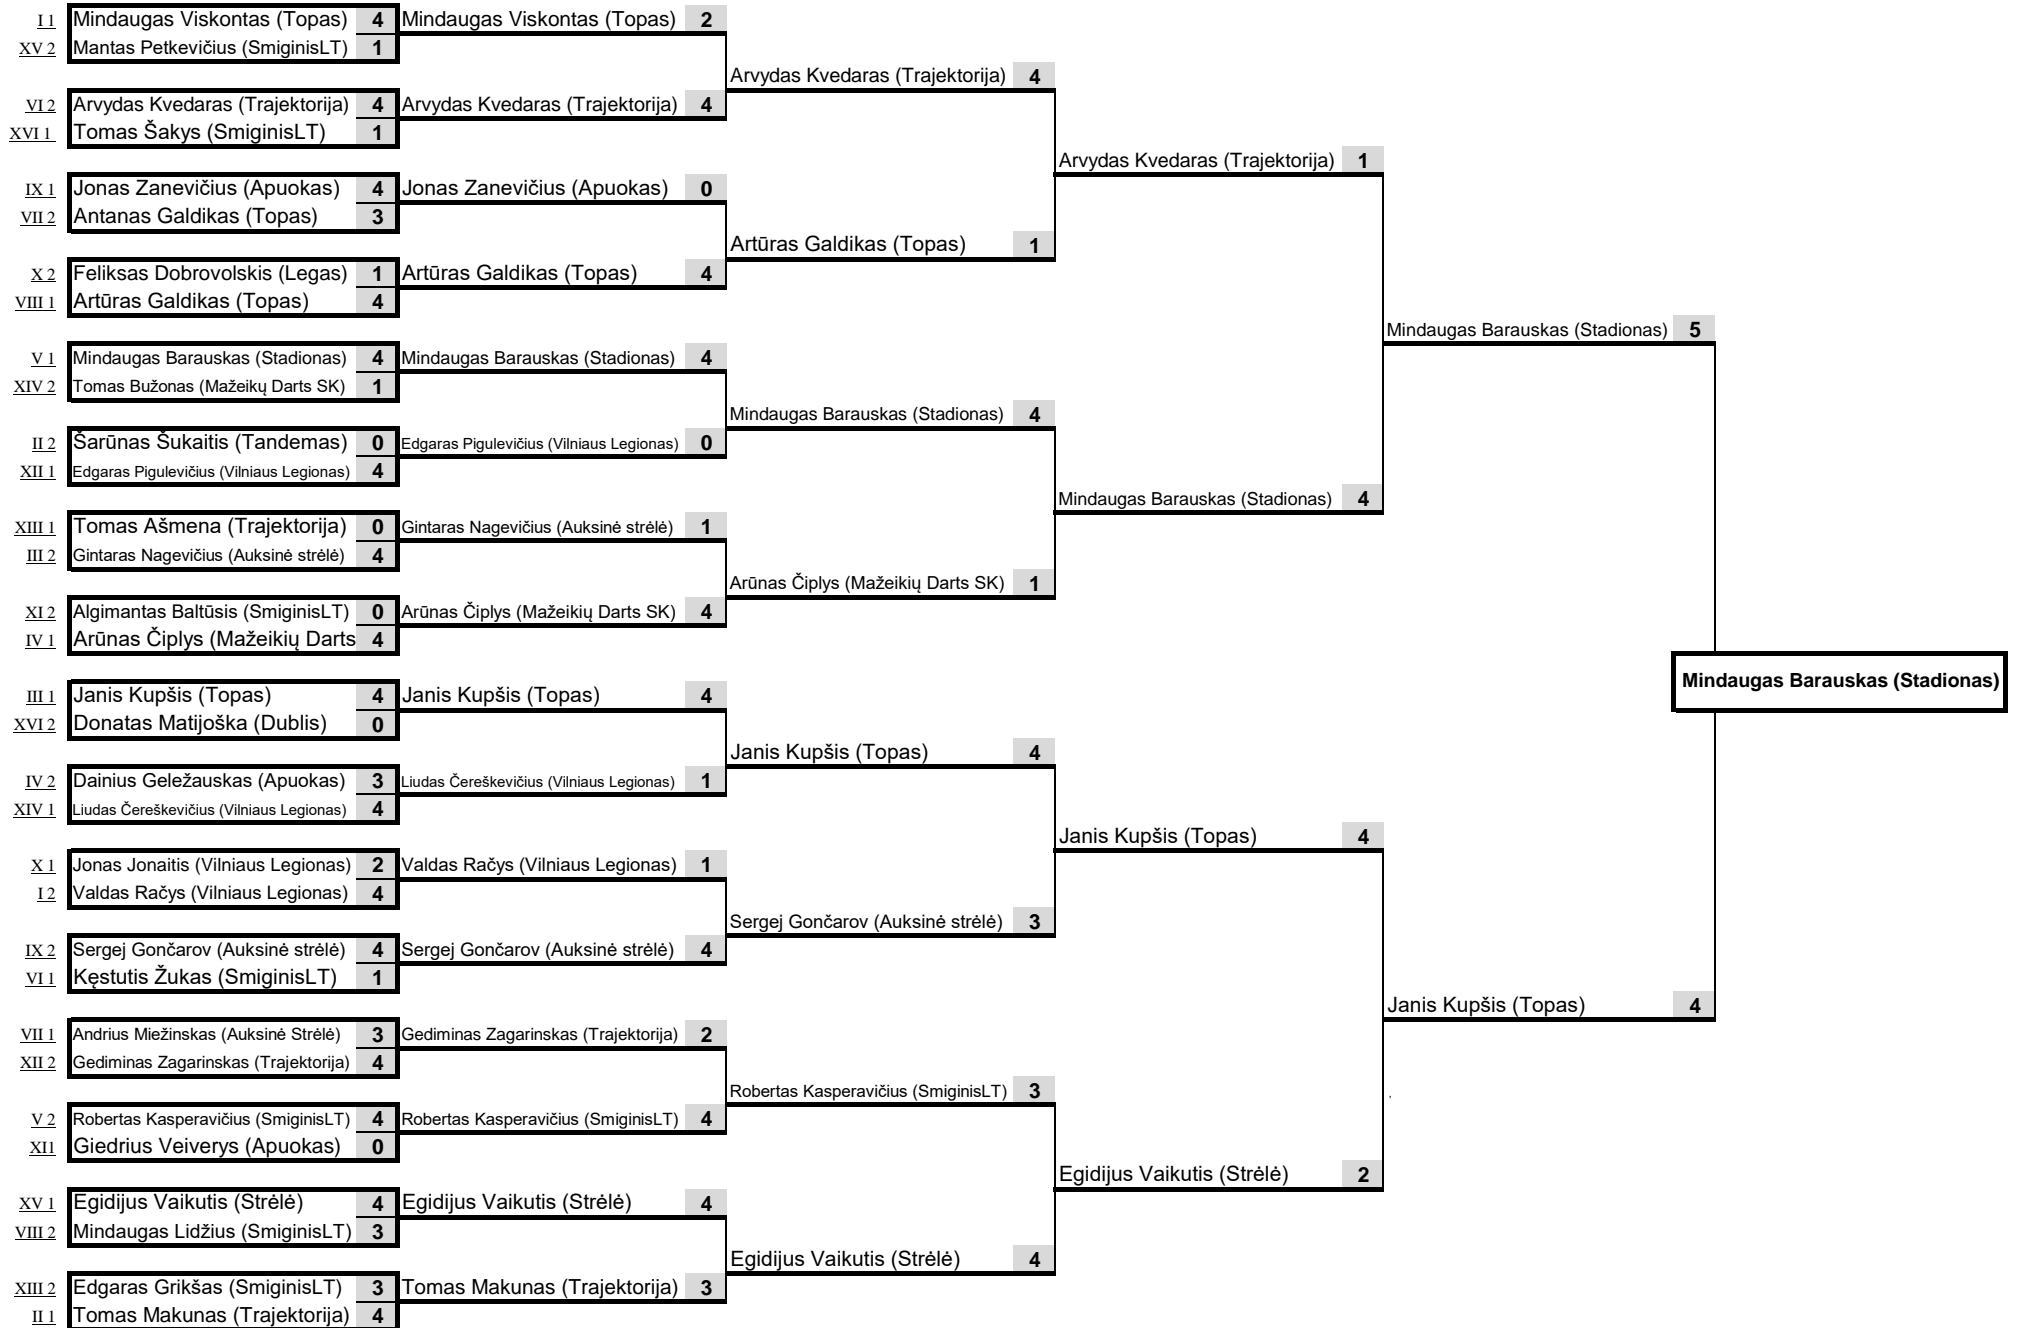 I 1 Mindaugas Viskontas (Topas) 4 Mindaugas Viskontas (Topas) 2
XV 2 Mantas Petkevičius (SmiginisLT) 1
Arvydas Kvedaras (Trajektorija) 4
VI 2 Arvydas Kvedaras (Trajektorija) 4 Arvydas Kvedaras (Trajektorija) 4
XVI 1 Tomas Šakys (SmiginisLT) 1
Arvydas Kvedaras (Trajektorija) 1
IX 1 Jonas Zanevičius (Apuokas) 4 Jonas Zanevičius (Apuokas) 0
VII 2 Antanas Galdikas (Topas) 3
Artūras Galdikas (Topas) 1
X 2 Feliksas Dobrovolskis (Legas) 1 Artūras Galdikas (Topas) 4
VIII 1 Artūras Galdikas (Topas) 4
Mindaugas Barauskas (Stadionas) 5
V 1 Mindaugas Barauskas (Stadionas) 4 Mindaugas Barauskas (Stadionas) 4
XIV 2 Tomas Bužonas (Mažeikų Darts SK) 1
Mindaugas Barauskas (Stadionas) 4
II 2 Šarūnas Šukaitis (Tandemas) 0 Edgaras Pigulevičius (Vilniaus Legionas) 0
XII 1 Edgaras Pigulevičius (Vilniaus Legionas) 4
Mindaugas Barauskas (Stadionas) 4
XIII 1 Tomas Ašmena (Trajektorija) 0 Gintaras Nagevičius (Auksinė strėlė) 1
III 2 Gintaras Nagevičius (Auksinė strėlė) 4
Arūnas Čiplys (Mažeikių Darts SK) 1
XI 2 Algimantas Baltūsis (SmiginisLT) 0 Arūnas Čiplys (Mažeikių Darts SK) 4
IV 1 Arūnas Čiplys (Mažeikių Darts 4
Mindaugas Barauskas (Stadionas)
III 1 Janis Kupšis (Topas) 4 Janis Kupšis (Topas) 4
XVI 2 Donatas Matijoška (Dublis) 0
Janis Kupšis (Topas) 4
IV 2 Dainius Geležauskas (Apuokas) 3 Liudas Čereškevičius (Vilniaus Legionas) 1
XIV 1 Liudas Čereškevičius (Vilniaus Legionas) 4
Janis Kupšis (Topas) 4
X 1 Jonas Jonaitis (Vilniaus Legionas) 2 Valdas Račys (Vilniaus Legionas) 1
I 2 Valdas Račys (Vilniaus Legionas) 4
Sergej Gončarov (Auksinė strėlė) 3
IX 2 Sergej Gončarov (Auksinė strėlė) 4 Sergej Gončarov (Auksinė strėlė) 4
VI 1 Kęstutis Žukas (SmiginisLT) 1
Janis Kupšis (Topas) 4
VII 1 Andrius Miežinskas (Auksinė Strėlė) 3 Gediminas Zagarinskas (Trajektorija) 2
XII 2 Gediminas Zagarinskas (Trajektorija) 4
Robertas Kasperavičius (SmiginisLT) 3
V 2 Robertas Kasperavičius (SmiginisLT) 4 Robertas Kasperavičius (SmiginisLT) 4
XI1 Giedrius Veiverys (Apuokas) 0
Egidijus Vaikutis (Strėlė) 2
XV 1 Egidijus Vaikutis (Strėlė) 4 Egidijus Vaikutis (Strėlė) 4
VIII 2 Mindaugas Lidžius (SmiginisLT) 3
Egidijus Vaikutis (Strėlė) 4
XIII 2 Edgaras Grikšas (SmiginisLT) 3 Tomas Makunas (Trajektorija) 3
II 1 Tomas Makunas (Trajektorija) 4